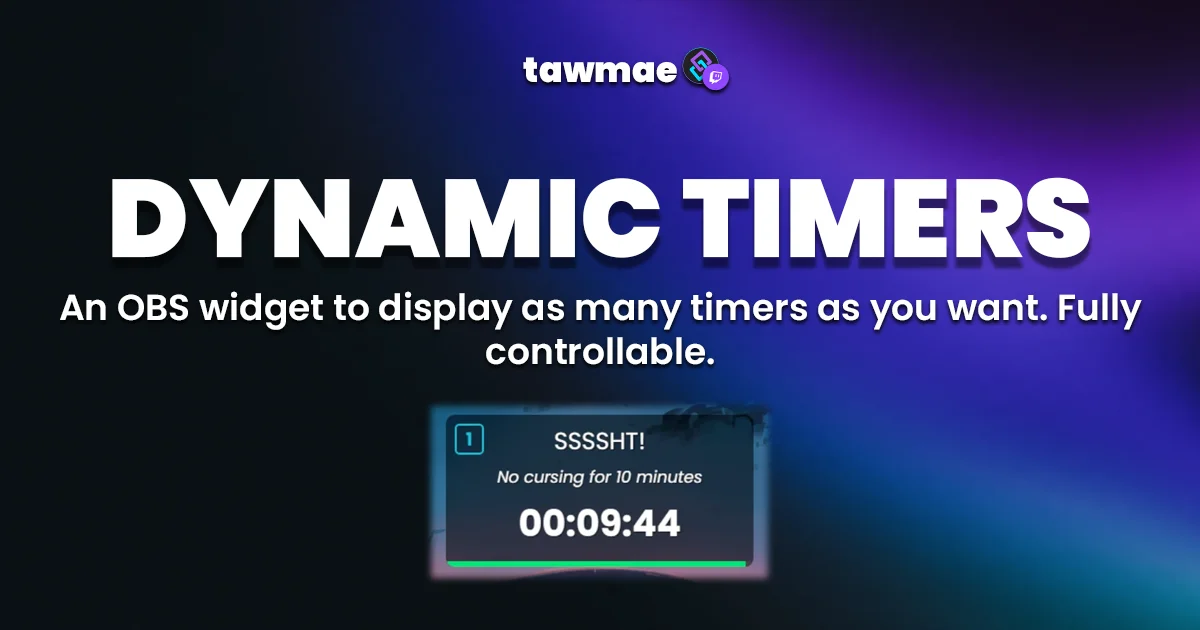 tawmae
DYNAMIC TIMERS
An OBS widget to display as many timers as you want. Fully
controllable.
1
SSSSHT!
No cursing for 10 minutes
00:09:44